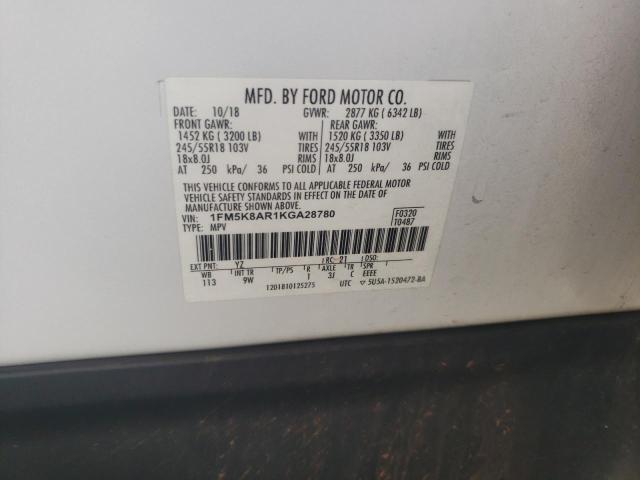 MFD. BY FORD MOTOR CO.
DATE: 10/18 GVWR: 2877 KG ( 6342 LB)
FRONT GAWR: REAR GAWR:
1452 KG ( 3200 LB) WITH 1520 KG ( 3350 LB) WITH
245/55R18 103V TIRES 245/55R18 103V TIRES
18x8.0J RIMS 18x8.0J RIMS
AT 250 kPa/ 36 PSI COLD AT 250 kPa/ 36 PSI COLD
THIS VEHICLE CONFORMS TO ALL APPLICABLE FEDERAL MOTOR
VEHICLE SAFETY STANDARDS IN EFFECT ON THE DATE OF
MANUFACTURE SHOWN ABOVE.
VIN: 1FM5K8AR1KGA28780 F0320
TYPE: MPV T0487
EXT PNT: YZ RC: 21 DSO:
WB BRK INT TR TP/PS R AXLE TR SPR
113 9W 1 3J C EEEE
1201810125275 UTC ▽ 5U5A-1520472-BA